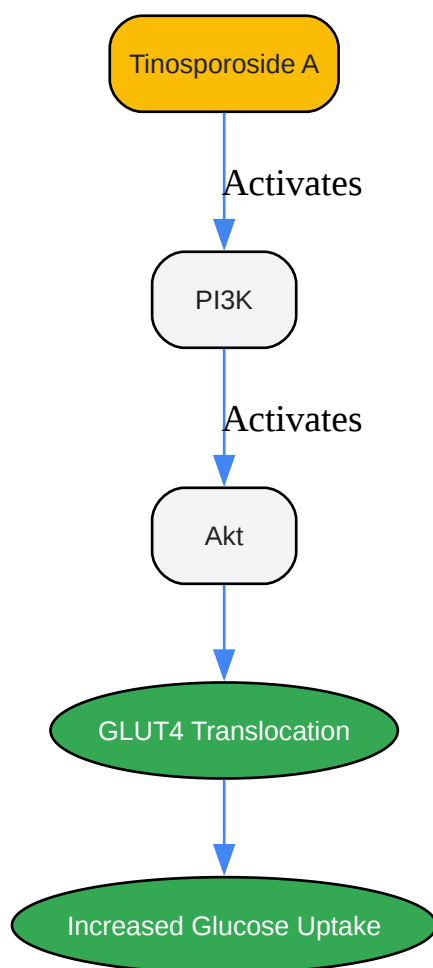 Tinosporoside A
Activates
PI3K
Activates
Akt
GLUT4 Translocation
Increased Glucose Uptake